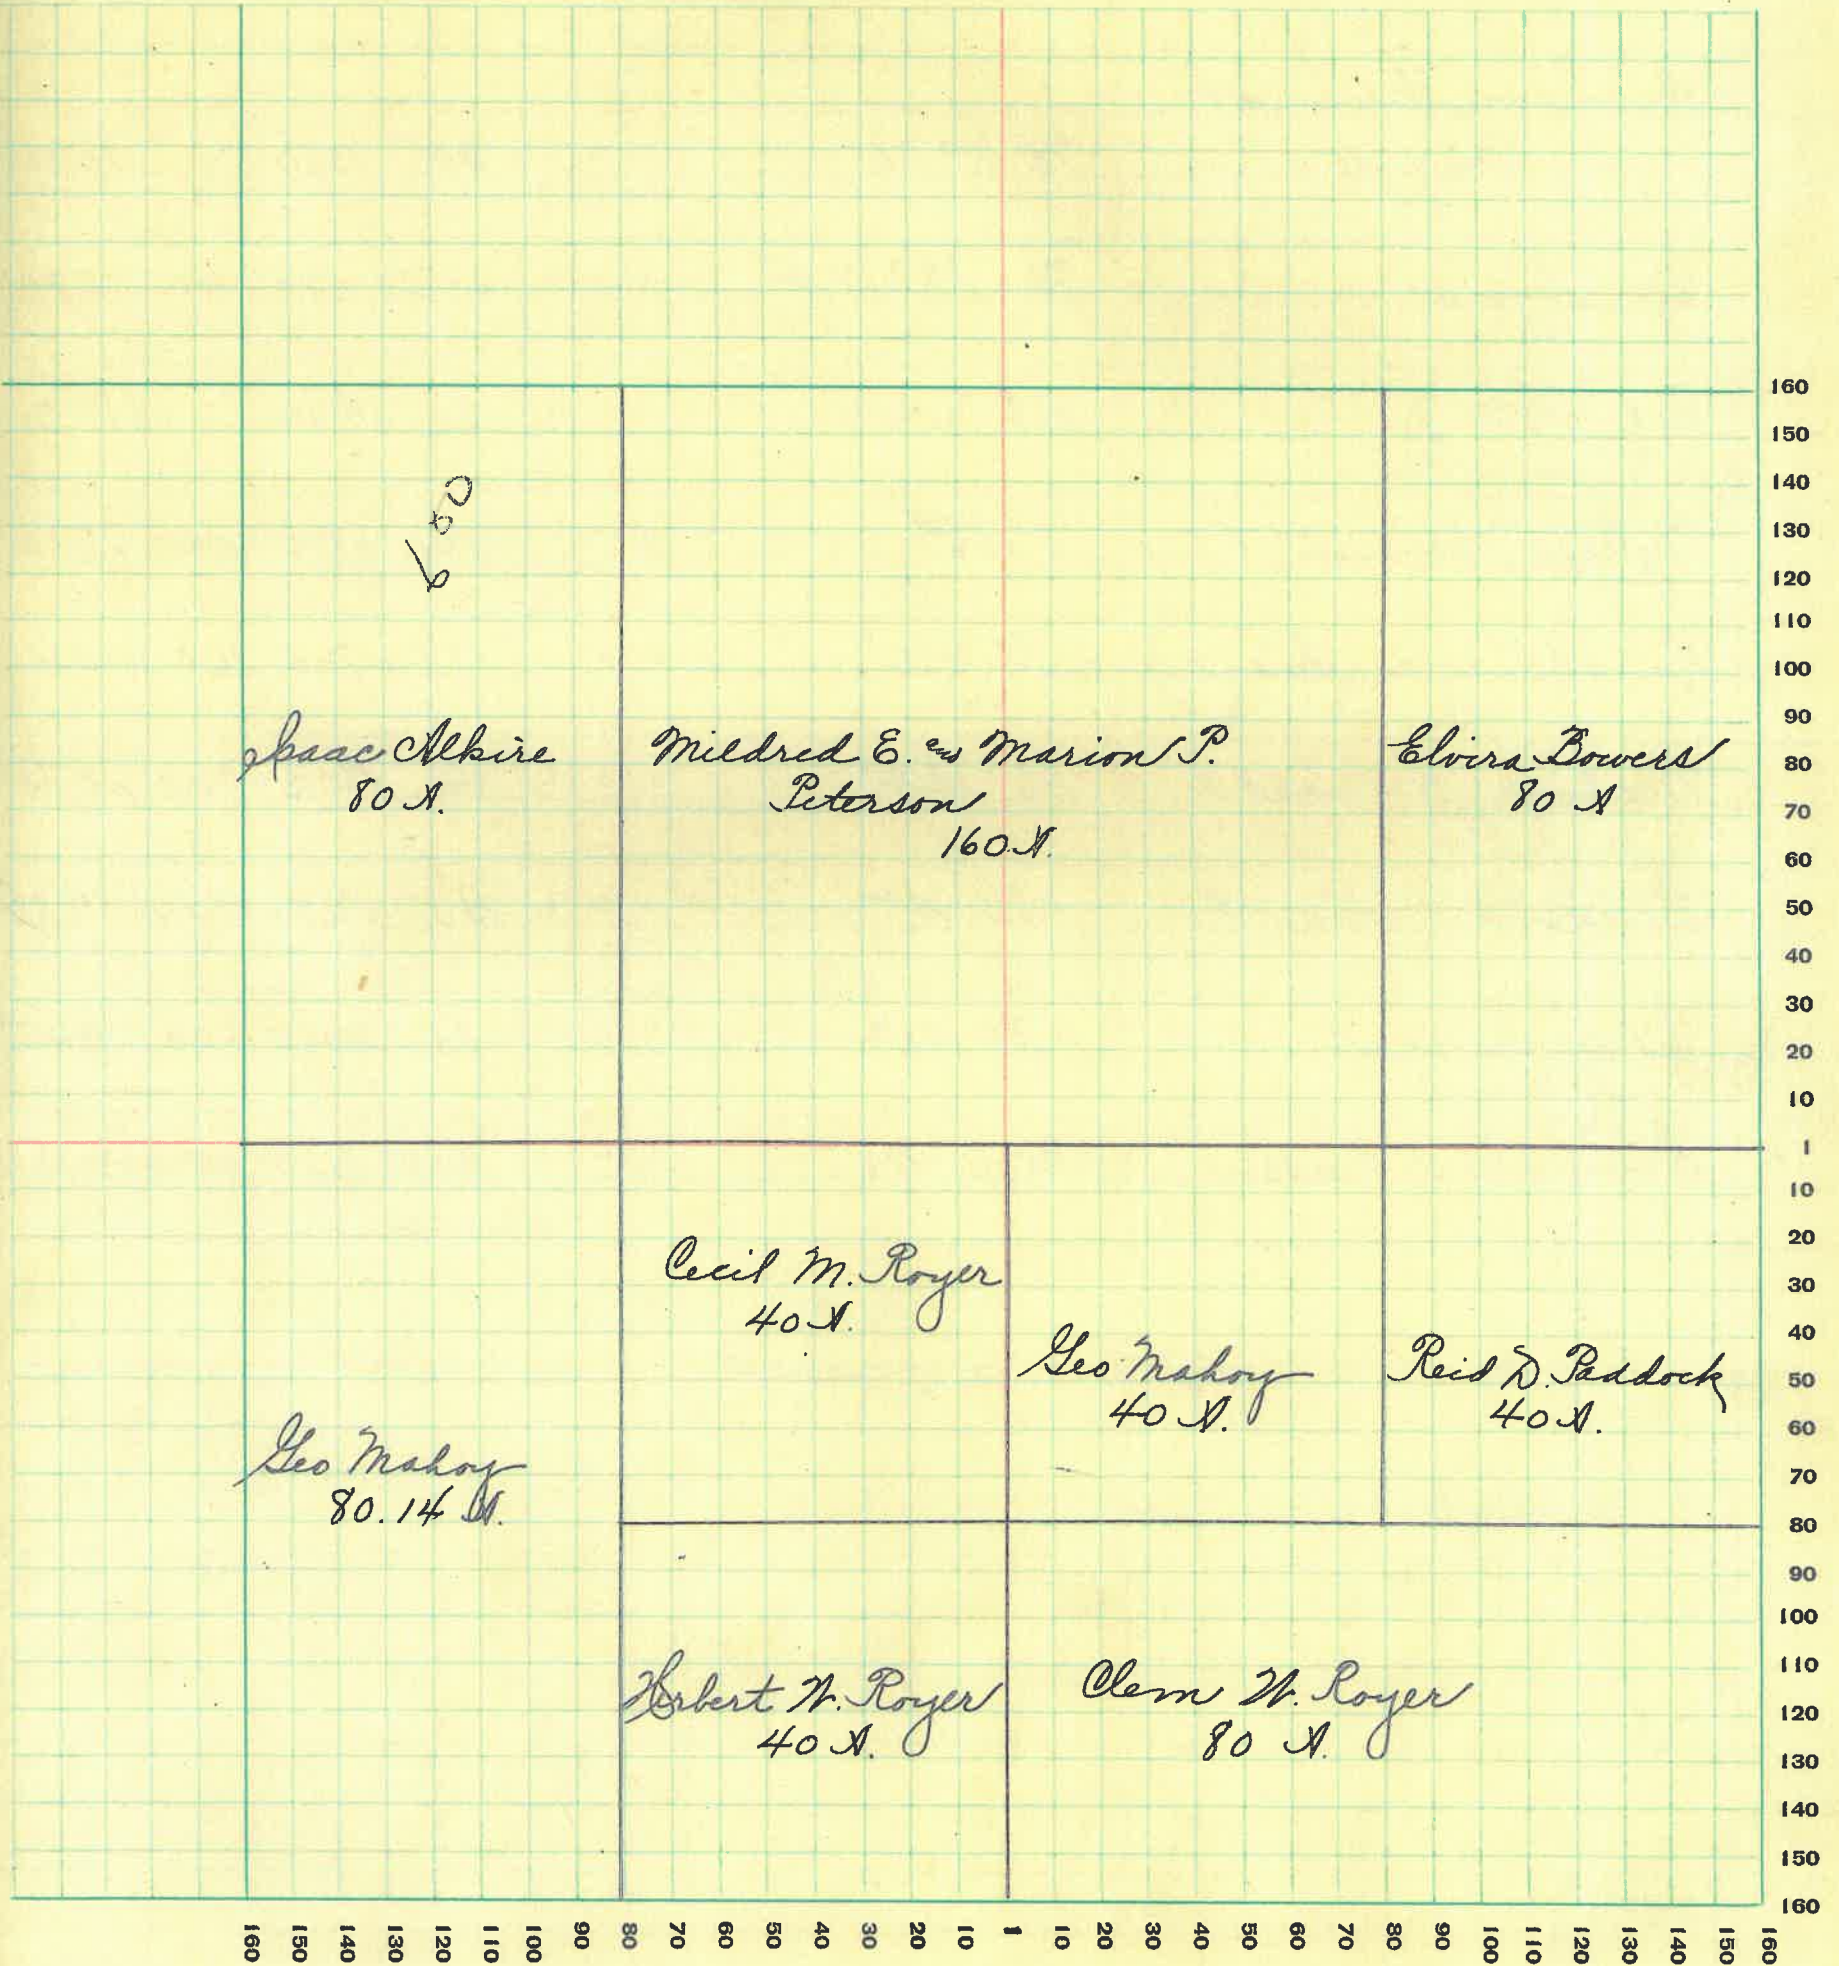 160
150
140
130
120
110
100
90
80
70
60
50
40
30
20
10
1
10
20
30
40
50
60
70
80
90
100
110
120
130
140
150
160
Isaac Alkire
80 A.
Mildred E. and Marion P.
Peterson
160 A.
Elvira Bowers
80 A
Cecil M. Royer
40 A.
Geo Mahoy
40 A.
Reid D. Paddock
40 A.
Geo Mahoy
80.14 A.
Herbert W. Royer
40 A.
Clem W. Royer
80 A.
160 150 140 130 120 110 100 90 80 70 60 50 40 30 20 10 1 10 20 30 40 50 60 70 80 90 100 110 120 130 140 150 160